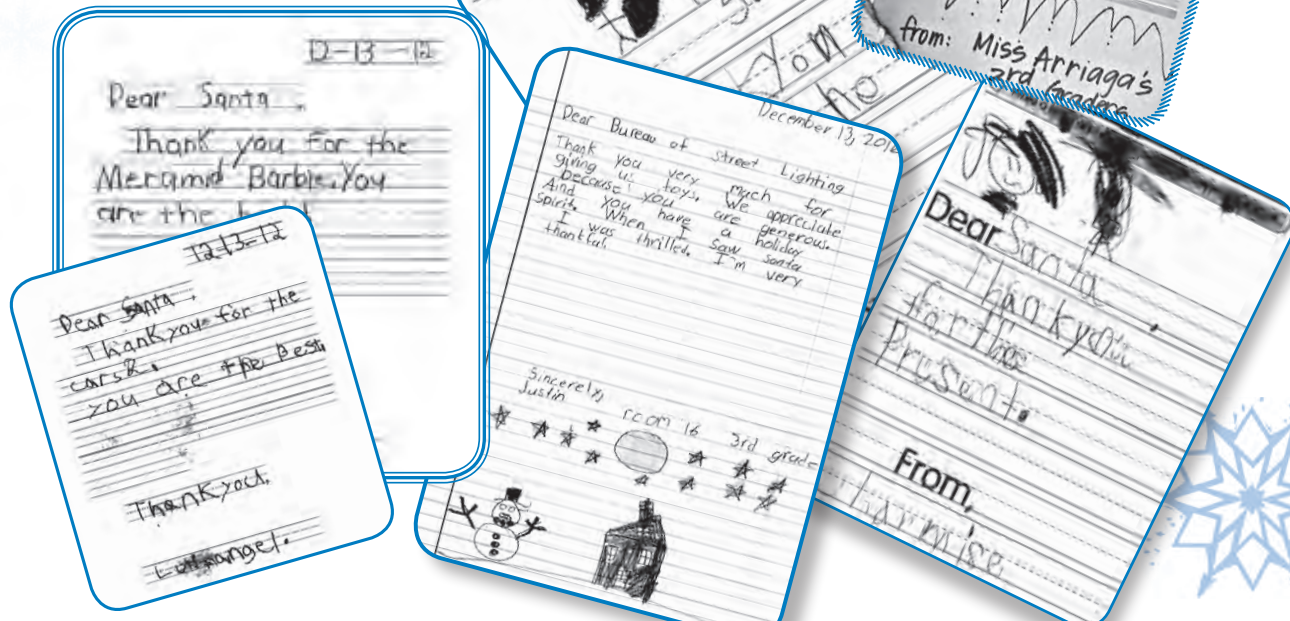 12-13-12
Dear Santa,
Thank you for the
Meramid Barbie. You
are the
12-13-12
Dear Santa,
Thank you for the
cars2.
you are the Best
Thank you.
December 13, 201
Dear Bureau of Street Lighting
Thank you very much for
giving us toys. We appreciate
because you are generous.
And you have a holiday
spirit. When I saw santa
I was thrilled. I'm very
thankful.
Sincerely,
Justin room 16 3rd grade
You
from: Miss Arriaga's
3rd Graders
Dear Santa,
Thank you
for the
Present.
From,